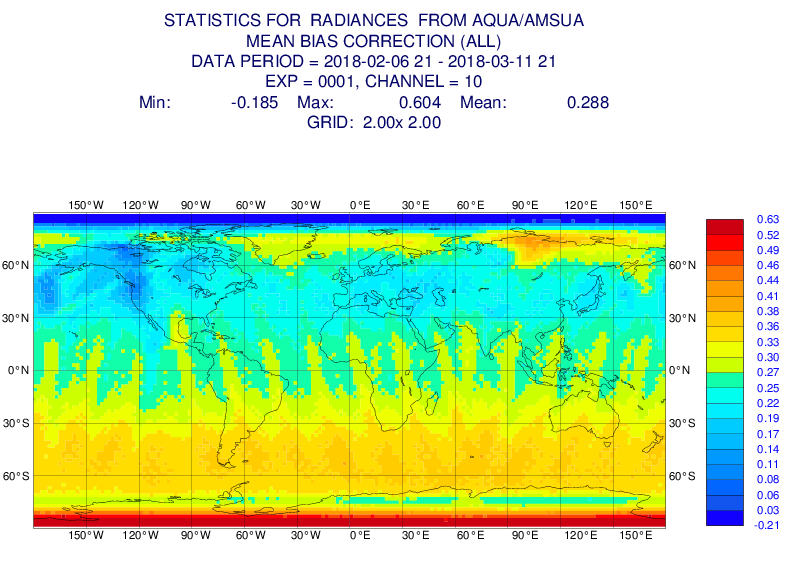 STATISTICS FOR RADIANCES FROM AQUA/AMSUA
MEAN BIAS CORRECTION (ALL)
DATA PERIOD = 2018-02-06 21 - 2018-03-11 21
EXP = 0001, CHANNEL = 10
Min: -0.185 Max: 0.604 Mean: 0.288
GRID: 2.00x 2.00
150°W 120°W 90°W 60°W 30°W 0°E 30°E 60°E 90°E 120°E 150°E
60°N 60°N
30°N 30°N
0°N 0°N
30°S 30°S
60°S 60°S
150°W 120°W 90°W 60°W 30°W 0°E 30°E 60°E 90°E 120°E 150°E
0.63
0.52
0.49
0.46
0.44
0.41
0.38
0.36
0.33
0.30
0.27
0.25
0.22
0.19
0.17
0.14
0.11
0.08
0.06
0.03
-0.21